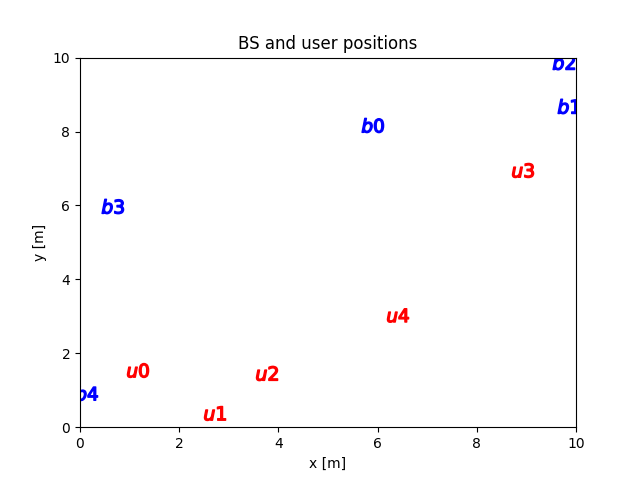 BS and user positions
10
b2
b1
8
b0
u3
6
b3
y [m]
4
u4
2
u0
u2
b4
u1
0
0 2 4 6 8 10
x [m]